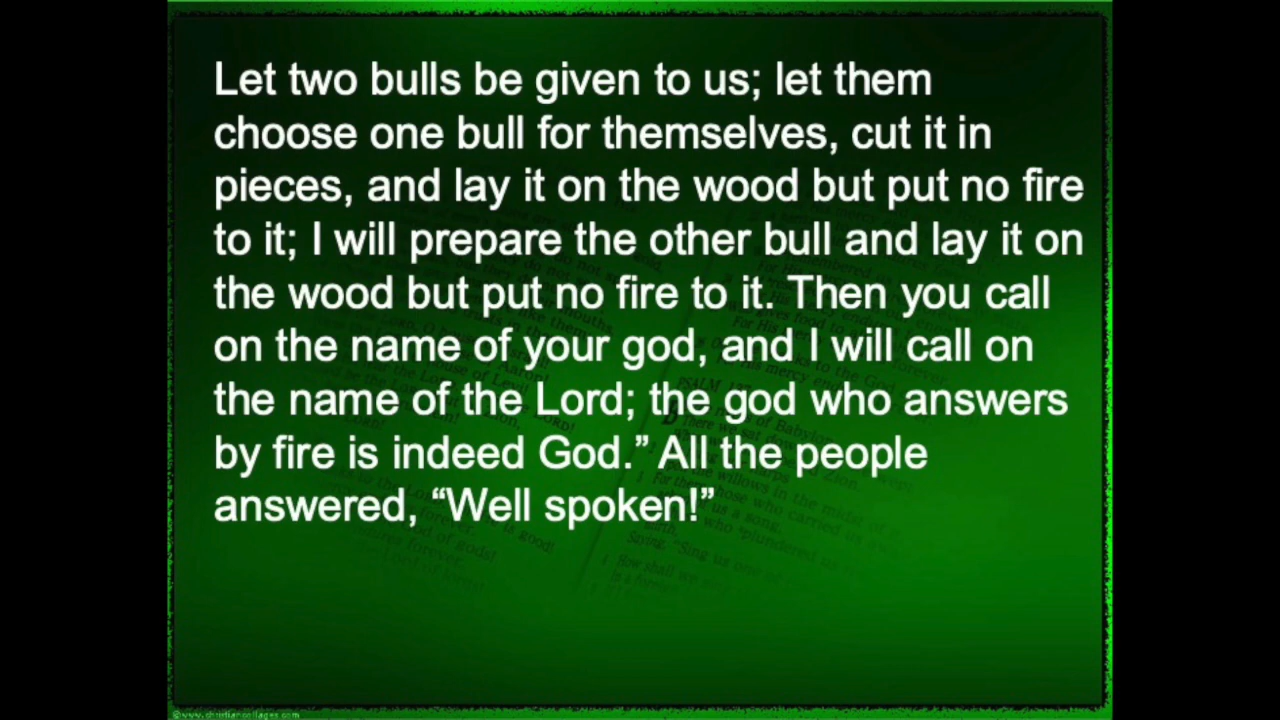 Let two bulls be given to us; let them
choose one bull for themselves, cut it in
pieces, and lay it on the wood but put no fire
to it; I will prepare the other bull and lay it on
the wood but put no fire to it. Then you call
on the name of your god, and I will call on
the name of the Lord; the god who answers
by fire is indeed God.” All the people
answered, “Well spoken!”